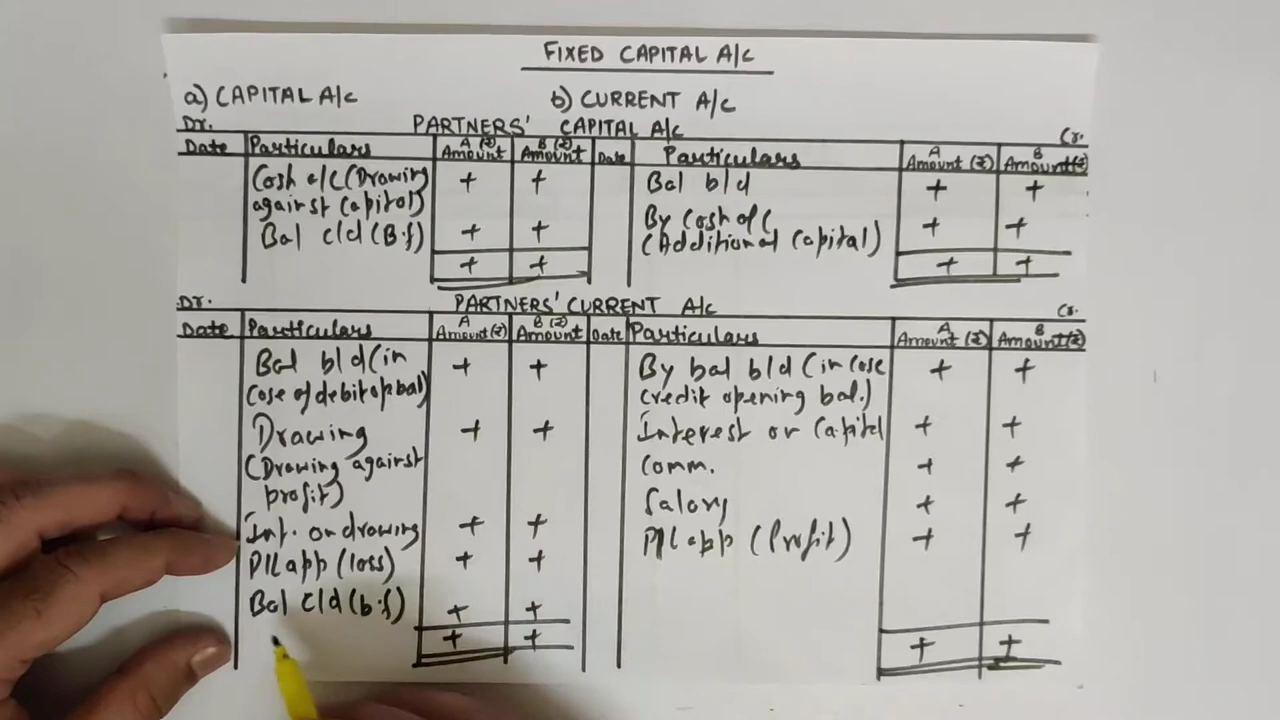 FIXED CAPITAL A/c
a) CAPITAL A/c b) CURRENT A/c
Dr. PARTNERS' CAPITAL A/c Cr.
Date Particulars A (₹) Amount B (₹) Amount Date Particulars A Amount (₹) B Amount (₹)
Cash a/c (Drawing + + Bal b/d + +
against Capital)
By Cash a/c + +
Bal c/d (B.f) + + (Additional Capital)
+ + + +
Dr. PARTNERS' CURRENT A/c Cr.
Date Particulars A Amount (₹) B (₹) Amount Date Particulars A Amount (₹) B Amount (₹)
Bal b/d (in + + By bal b/d (in case + +
case of debit op bal) credit opening bal.)
Drawing + + Interest on Capital + +
(Drawing against Comm. + +
profit) Salary + +
Int. on drawing + + P/L app (Profit) + +
P/L app (loss) + +
Bal c/d (b.f) + +
+ + + +